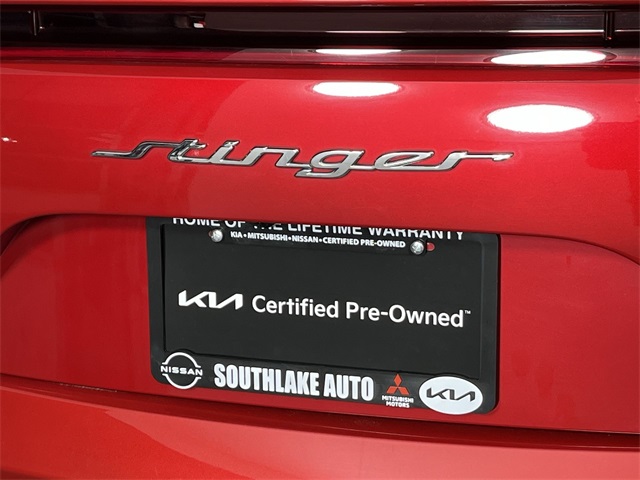 stinger
HOME OF THE LIFETIME WARRANTY
KIA•MITSUBISHI•NISSAN•CERTIFIED PRE-OWNED
KIA Certified Pre-Owned™
NISSAN SOUTHLAKE AUTO MITSUBISHI MOTORS KIA